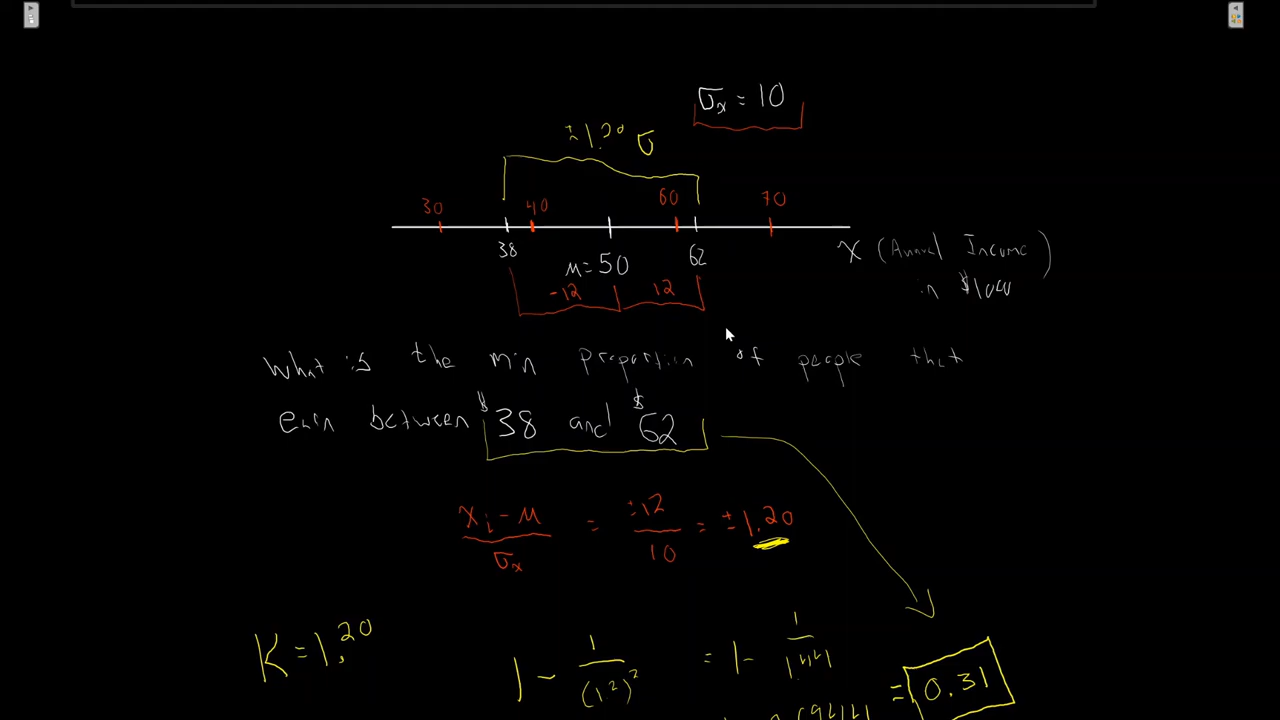 σx = 10
±1.20 σ
30 40 60 70
38 μ=50 62
X (Annual Income)
in $1000
-12 12
What is the min proportion of people that
earn between $38 and $62
xi - μ / σx = ±12 / 10 = ±1.20
K = 1.20
1 - 1/(1.2)² = 1 - 1/1.44
= 0.31